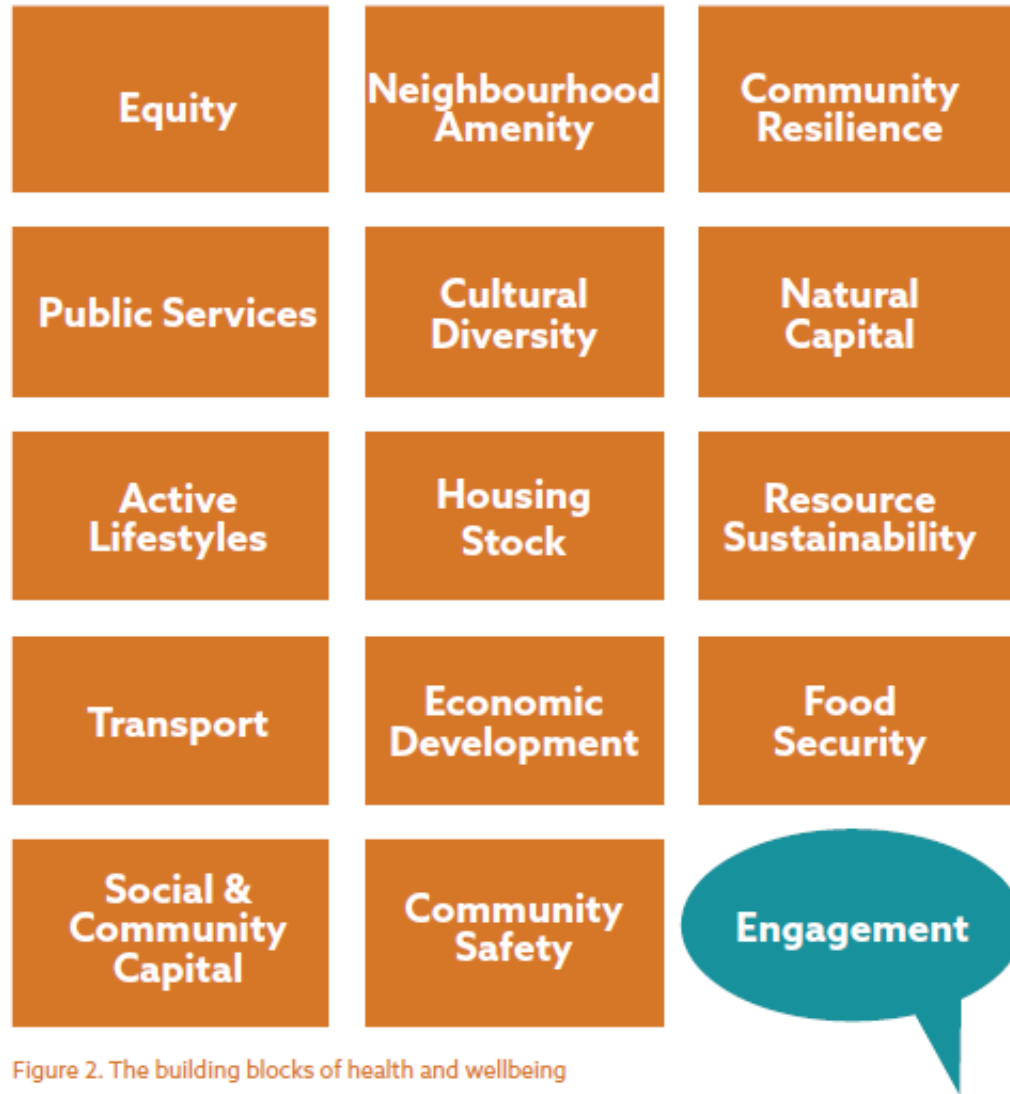 Equity
Neighbourhood
Amenity
Community
Resilience
Public Services
Cultural
Diversity
Natural
Capital
Active
Lifestyles
Housing
Stock
Resource
Sustainability
Transport
Economic
Development
Food
Security
Social &
Community
Capital
Community
Safety
Engagement
Figure 2. The building blocks of health and wellbeing